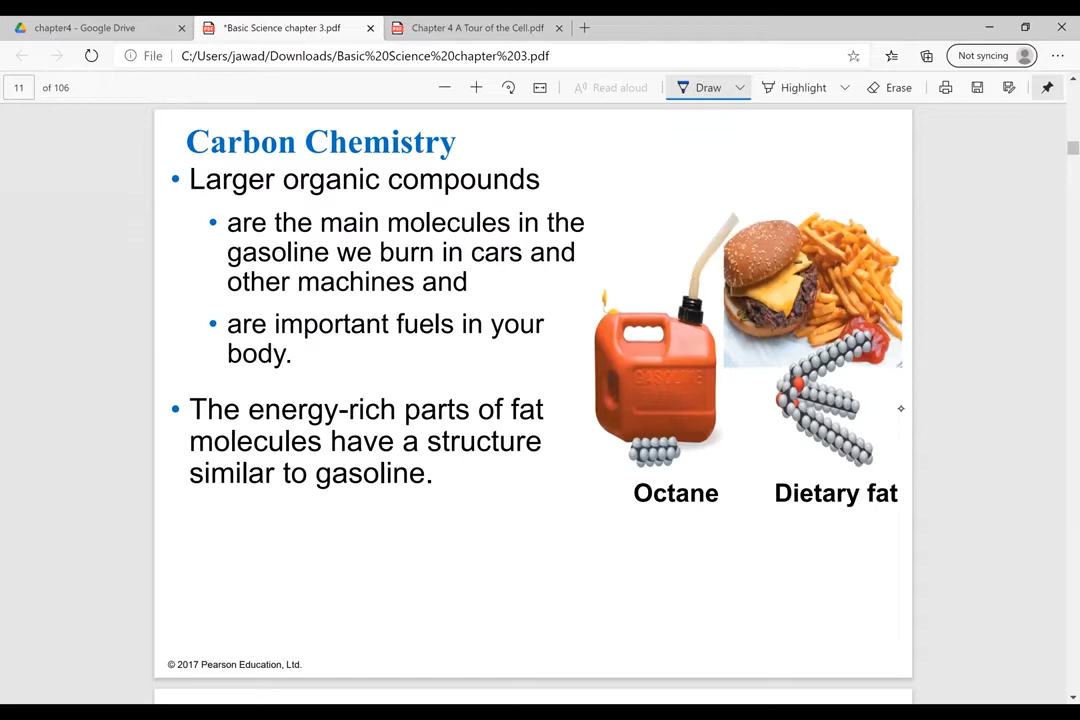 chapter4 - Google Drive
*Basic Science chapter 3.pdf
Chapter 4 A Tour of the Cell.pdf
File
C:/Users/jawad/Downloads/Basic%20Science%20chapter%203.pdf
Not syncing
11 of 106
Read aloud
Draw
Highlight
Erase
Carbon Chemistry
• Larger organic compounds
• are the main molecules in the
gasoline we burn in cars and
other machines and
• are important fuels in your
body.
• The energy-rich parts of fat
molecules have a structure
similar to gasoline.
GASOLINE
Octane
Dietary fat
© 2017 Pearson Education, Ltd.